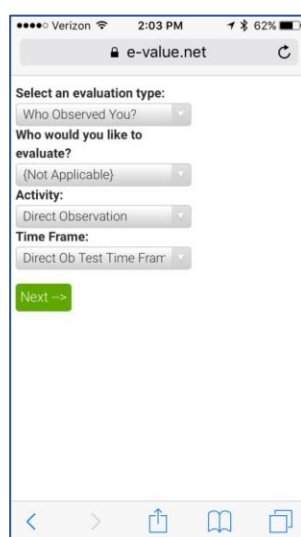 Verizon 2:03 PM 62%
e-value.net
Select an evaluation type:
Who Observed You?
Who would you like to
evaluate?
{Not Applicable}
Activity:
Direct Observation
Time Frame:
Direct Ob Test Time Fram
Next -->